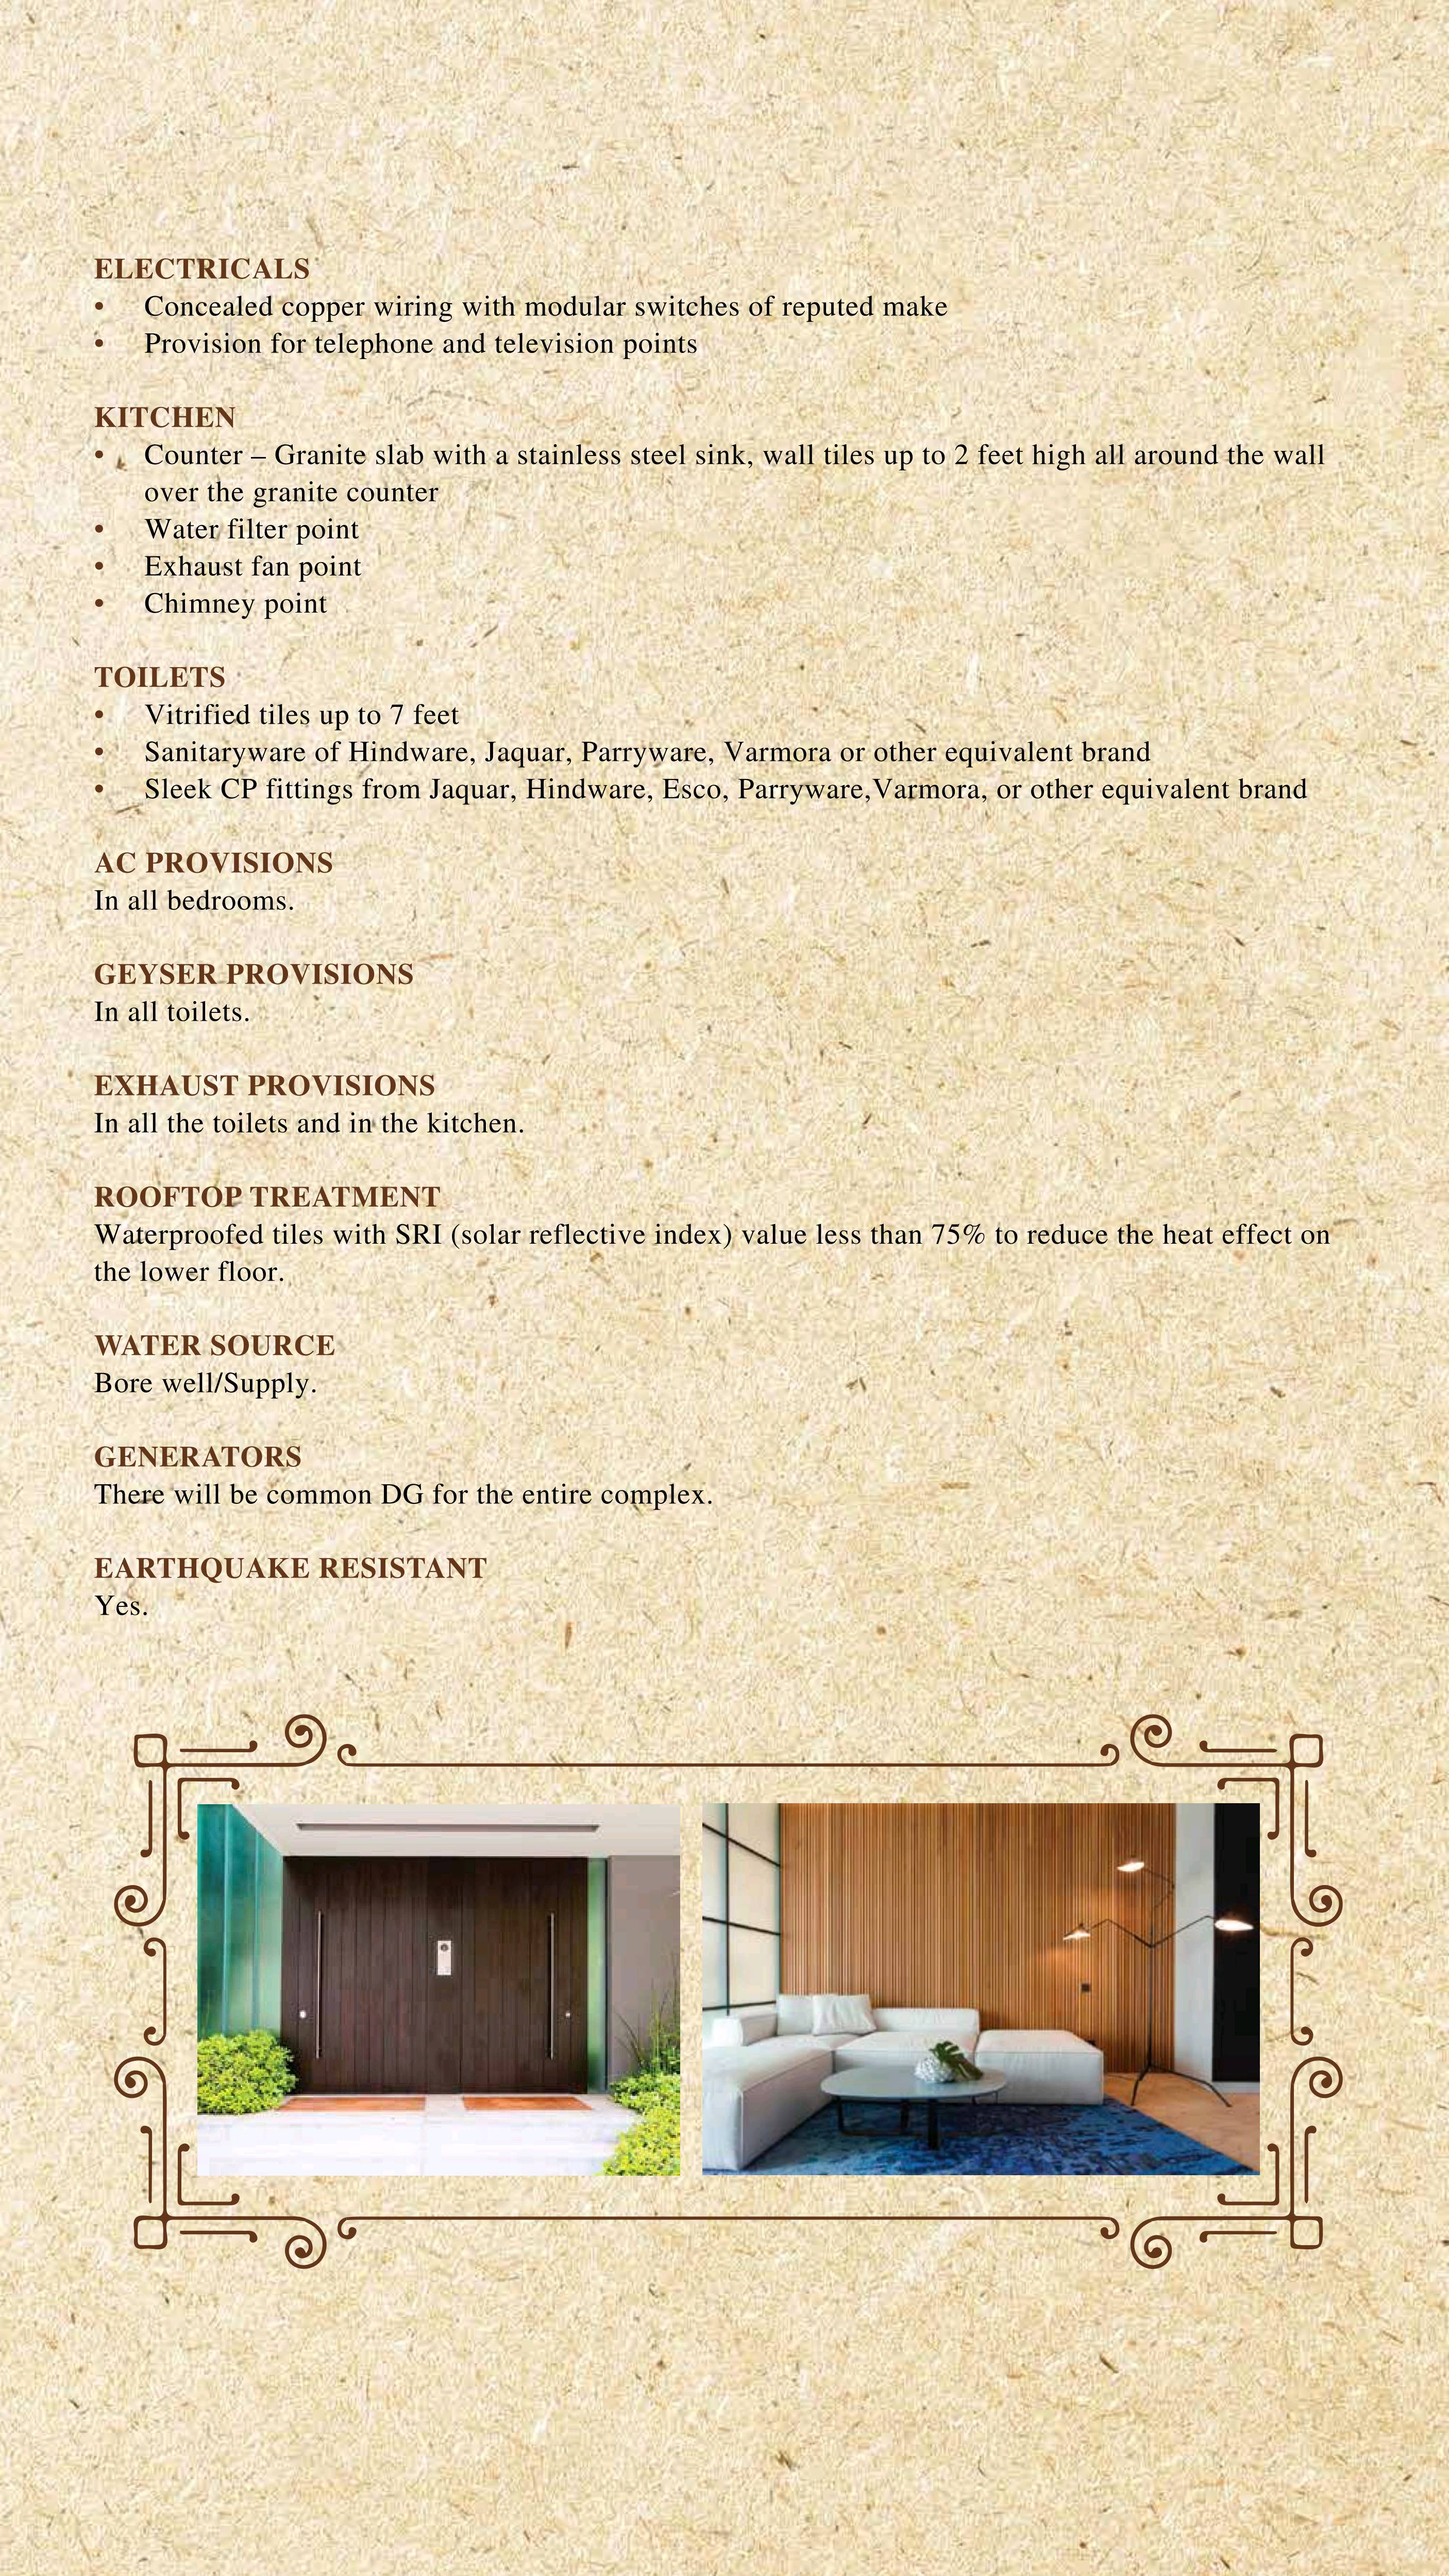 ELECTRICALS
• Concealed copper wiring with modular switches of reputed make
• Provision for telephone and television points
KITCHEN
• Counter – Granite slab with a stainless steel sink, wall tiles up to 2 feet high all around the wall
over the granite counter
• Water filter point
• Exhaust fan point
• Chimney point
TOILETS
• Vitrified tiles up to 7 feet
• Sanitaryware of Hindware, Jaquar, Parryware, Varmora or other equivalent brand
• Sleek CP fittings from Jaquar, Hindware, Esco, Parryware,Varmora, or other equivalent brand
AC PROVISIONS
In all bedrooms.
GEYSER PROVISIONS
In all toilets.
EXHAUST PROVISIONS
In all the toilets and in the kitchen.
ROOFTOP TREATMENT
Waterproofed tiles with SRI (solar reflective index) value less than 75% to reduce the heat effect on
the lower floor.
WATER SOURCE
Bore well/Supply.
GENERATORS
There will be common DG for the entire complex.
EARTHQUAKE RESISTANT
Yes.